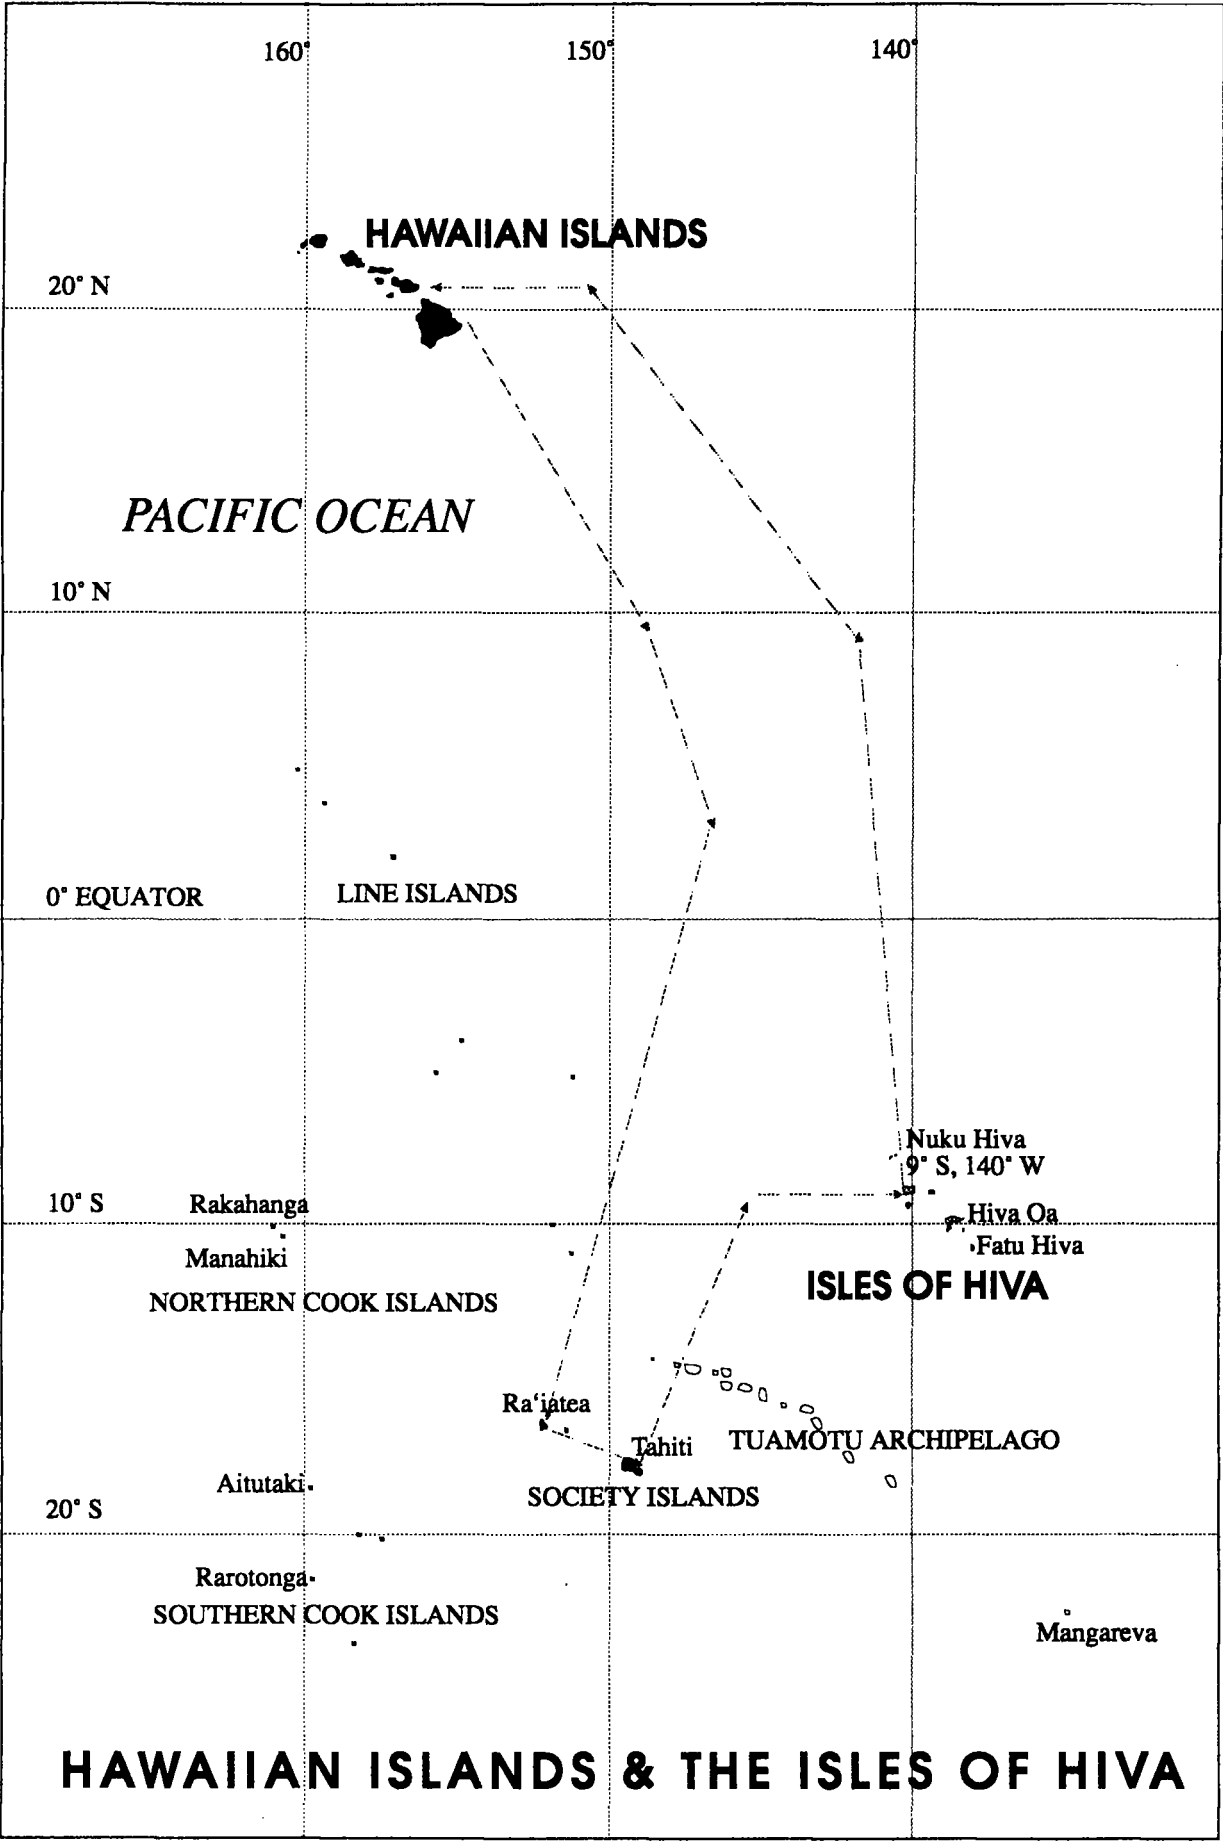 160° 150° 140°
HAWAIIAN ISLANDS
20° N
PACIFIC OCEAN
10° N
0° EQUATOR
LINE ISLANDS
Nuku Hiva
9° S, 140° W
10° S
Rakahanga
Hiva Oa
Manahiki
Fatu Hiva
ISLES OF HIVA
NORTHERN COOK ISLANDS
Ra‘iatea
Tahiti
TUAMOTU ARCHIPELAGO
Aitutaki
SOCIETY ISLANDS
20° S
Rarotonga
SOUTHERN COOK ISLANDS
Mangareva
HAWAIIAN ISLANDS & THE ISLES OF HIVA